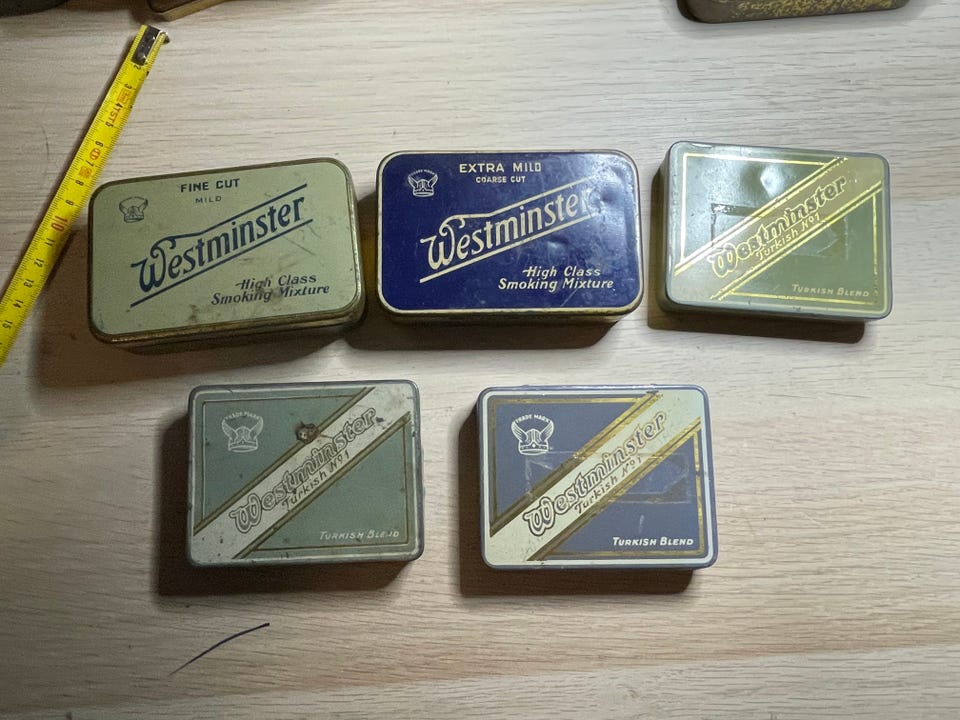 FINE CUT
MILD
Westminster
High Class
Smoking Mixture
EXTRA MILD
COARSE CUT
Westminster
High Class
Smoking Mixture
Westminster
Turkish No1
TURKISH BLEND
TRADE MARK
Westminster
Turkish No1
TURKISH BLEND
TRADE MARK
Westminster
Turkish No1
TURKISH BLEND